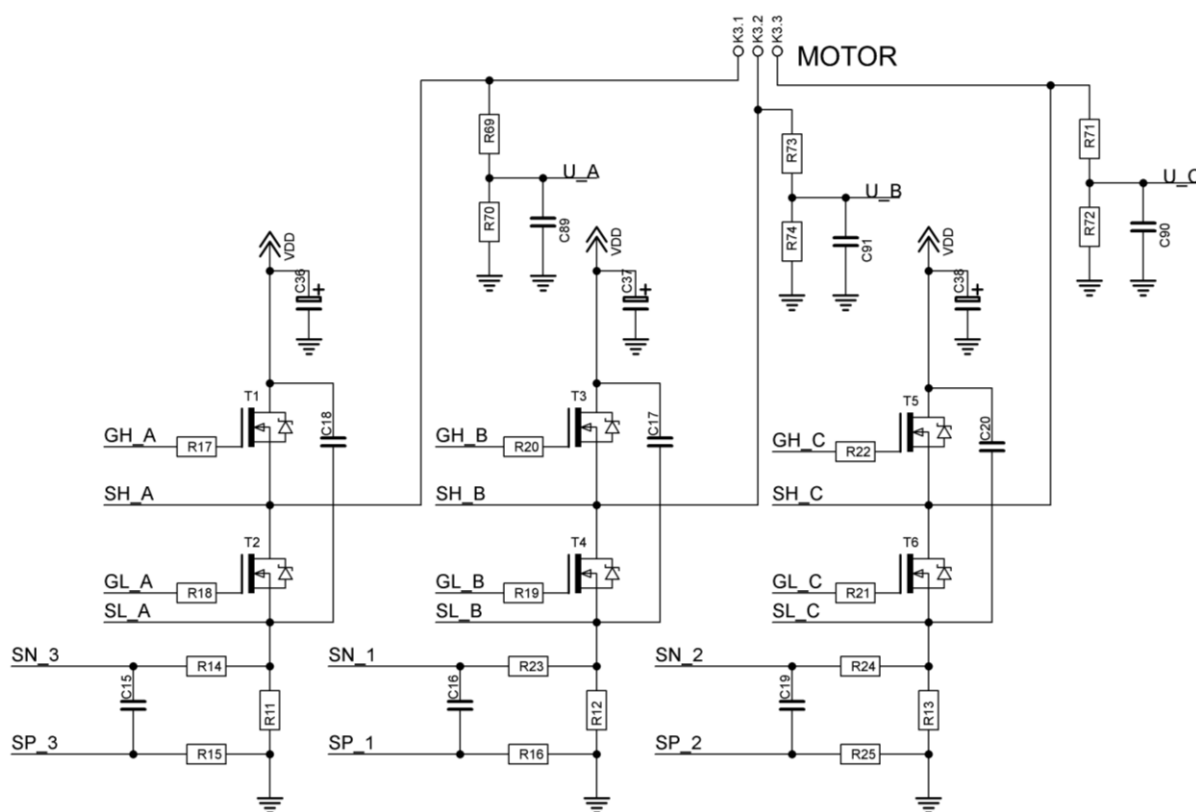 K3.1
K3.2
K3.3
MOTOR
R69
R73
R71
U_A
U_B
U_C
R70
C89
R74
C91
R72
C90
VDD
VDD
VDD
C36 +
C37 +
C38 +
T1
T3
T5
C18
C17
C20
GH_A
R17
GH_B
R20
GH_C
R22
SH_A
SH_B
SH_C
T2
T4
T6
GL_A
R18
GL_B
R19
GL_C
R21
SL_A
SL_B
SL_C
SN_3
R14
SN_1
R23
SN_2
R24
C15
R11
C16
R12
C19
R13
SP_3
R15
SP_1
R16
SP_2
R25